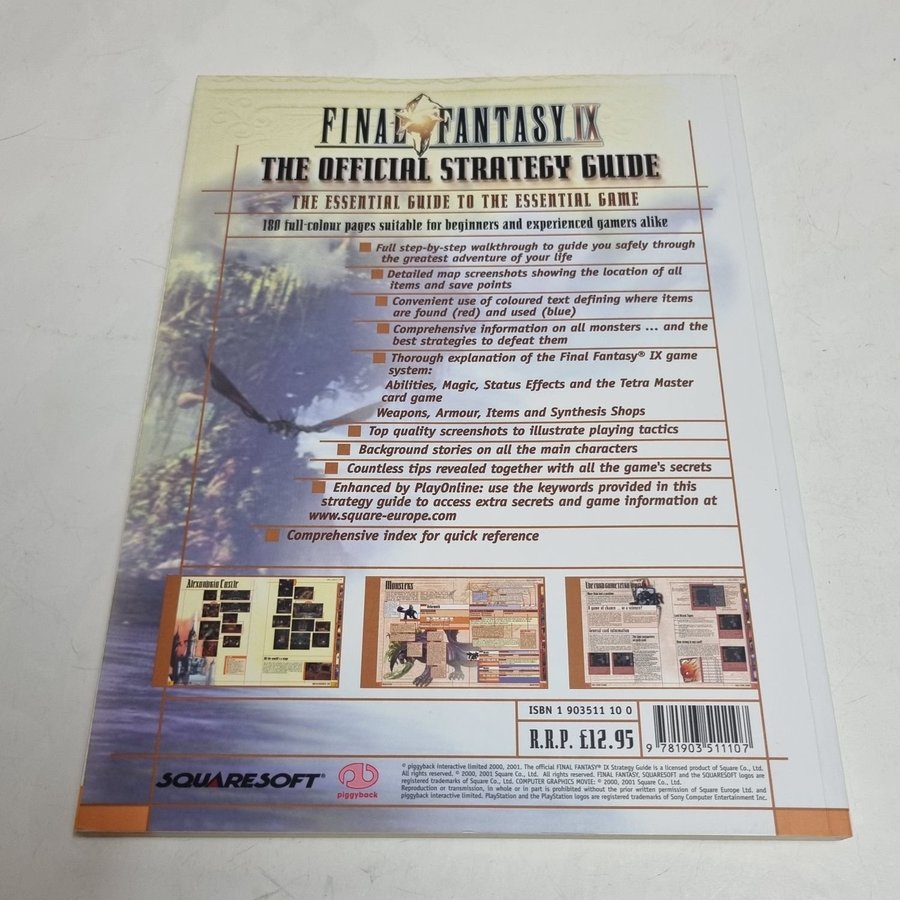 FINAL FANTASY IX
THE OFFICIAL STRATEGY GUIDE
THE ESSENTIAL GUIDE TO THE ESSENTIAL GAME
180 full-colour pages suitable for beginners and experienced gamers alike
Full step-by-step walkthrough to guide you safely through
the greatest adventure of your life
Detailed map screenshots showing the location of all
items and save points
Convenient use of coloured text defining where items
are found (red) and used (blue)
Comprehensive information on all monsters ... and the
best strategies to defeat them
Thorough explanation of the Final Fantasy® IX game
system:
Abilities, Magic, Status Effects and the Tetra Master
card game
Weapons, Armour, Items and Synthesis Shops
Top quality screenshots to illustrate playing tactics
Background stories on all the main characters
Countless tips revealed together with all the game's secrets
Enhanced by PlayOnline: use the keywords provided in this
strategy guide to access extra secrets and game information at
www.square-europe.com
Comprehensive index for quick reference
Alexandria Castle
All the world's a stage
Monsters
A game of chance ... or a science?
General card information
ISBN 1 903511 10 0
R.R.P. £12.95
9 781903 511107
SQUARESOFT®
piggyback
© piggyback interactive limited 2000, 2001. The official FINAL FANTASY® IX Strategy Guide is a licensed product of Square Co., Ltd.
All rights reserved. © 2000, 2001 Square Co., Ltd. All rights reserved. FINAL FANTASY, SQUARESOFT and the SQUARESOFT logos are
registered trademarks of Square Co., Ltd. COMPUTER GRAPHICS MOVIE: © 2000, 2001 Square Co., Ltd.
Reproduction or transmission, in whole or in part is prohibited without the prior written permission of Square Europe Ltd. and
piggyback interactive limited. PlayStation and the PlayStation logos are registered trademarks of Sony Computer Entertainment Inc.